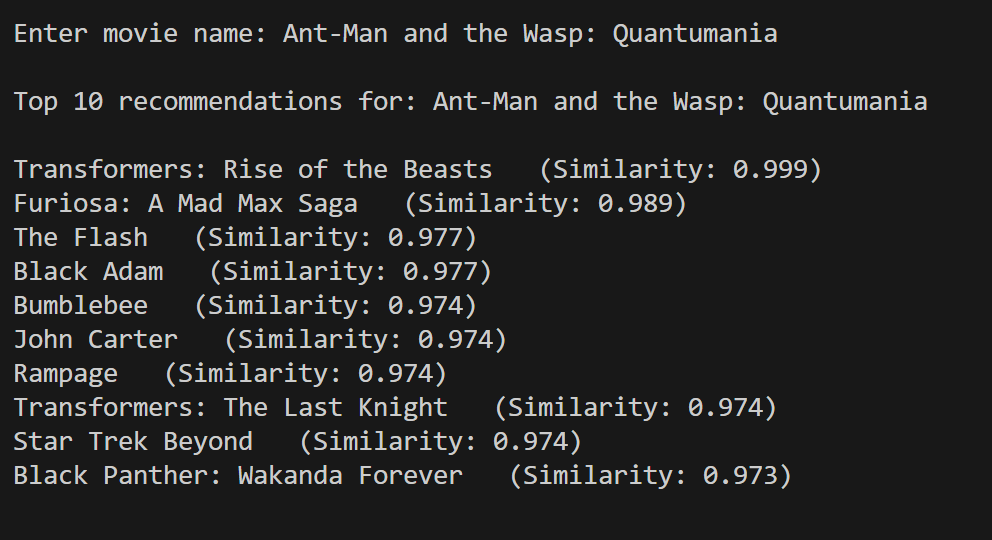 Enter movie name: Ant-Man and the Wasp: Quantumania
Top 10 recommendations for: Ant-Man and the Wasp: Quantumania
Transformers: Rise of the Beasts   (Similarity: 0.999)
Furiosa: A Mad Max Saga   (Similarity: 0.989)
The Flash   (Similarity: 0.977)
Black Adam   (Similarity: 0.977)
Bumblebee   (Similarity: 0.974)
John Carter   (Similarity: 0.974)
Rampage   (Similarity: 0.974)
Transformers: The Last Knight   (Similarity: 0.974)
Star Trek Beyond   (Similarity: 0.974)
Black Panther: Wakanda Forever   (Similarity: 0.973)